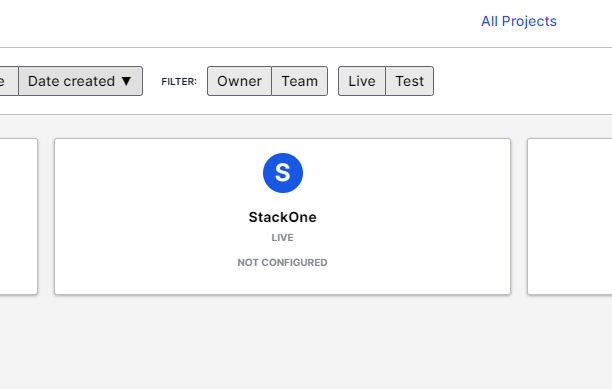 All Projects
e Date created ▼ FILTER: Owner Team Live Test
S
StackOne
LIVE
NOT CONFIGURED